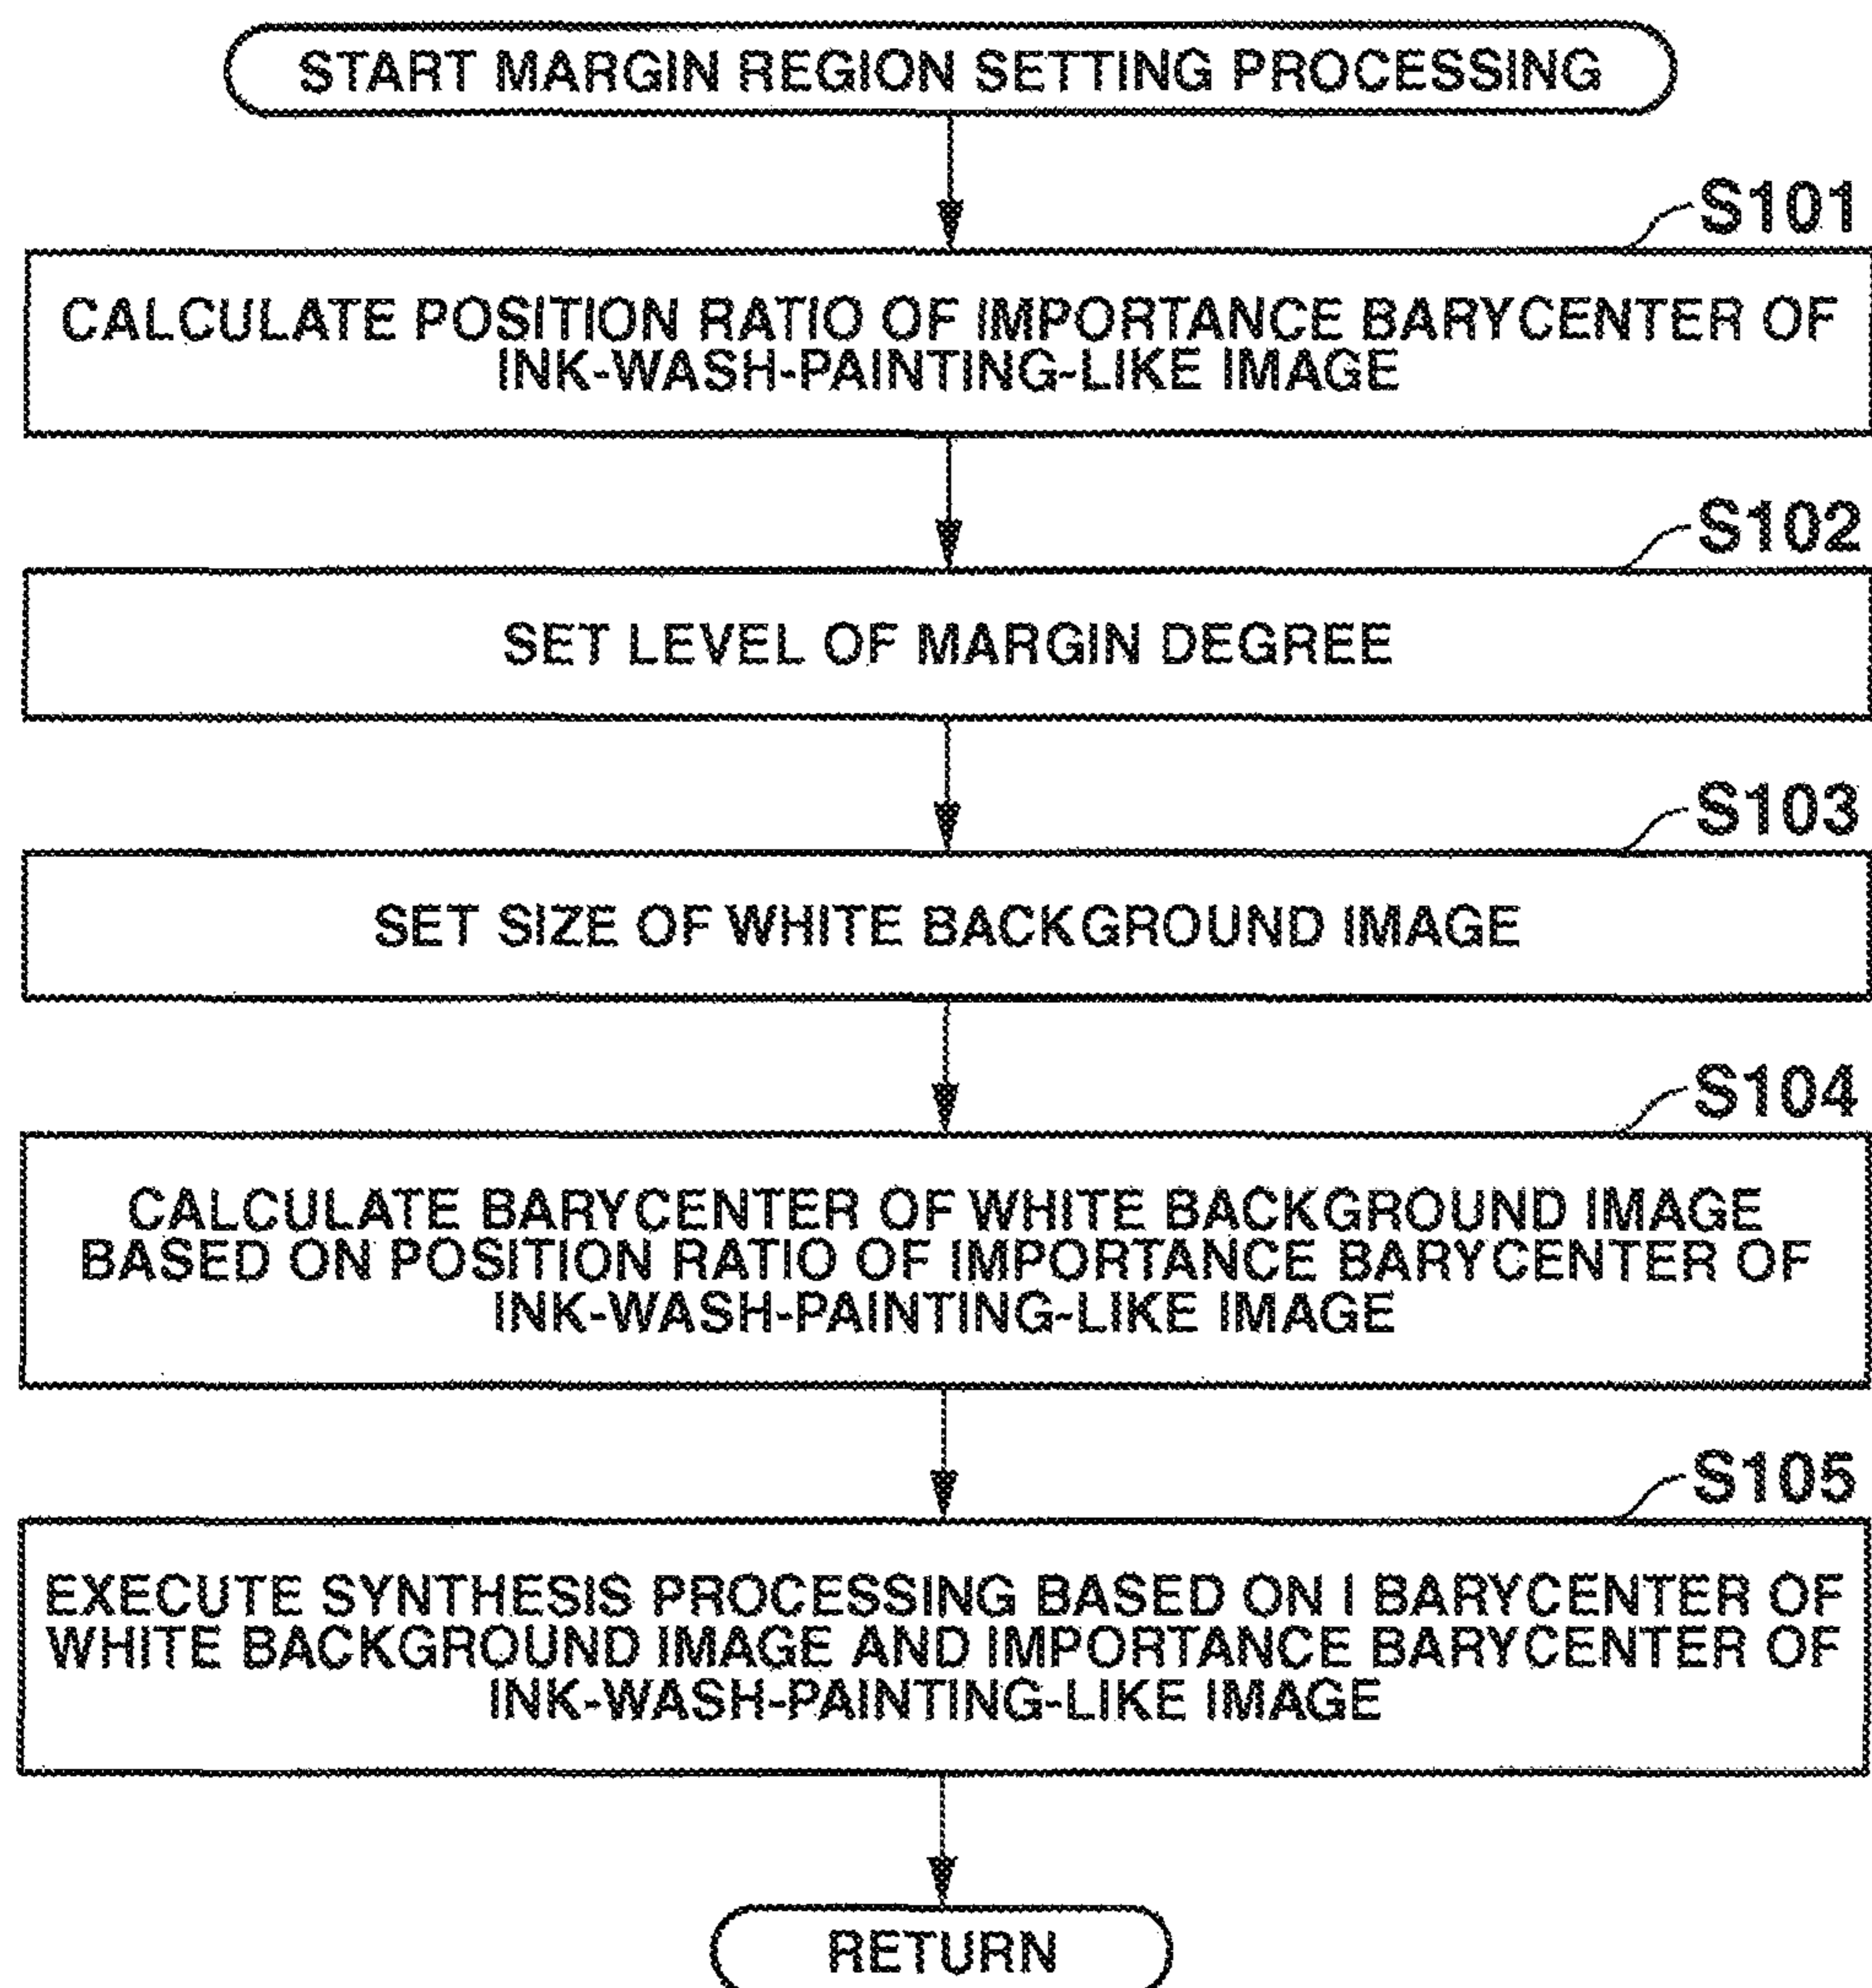 START MARGIN REGION SETTING PROCESSING
S101
CALCULATE POSITION RATIO OF IMPORTANCE BARYCENTER OF
INK-WASH-PAINTING-LIKE IMAGE
S102
SET LEVEL OF MARGIN DEGREE
S103
SET SIZE OF WHITE BACKGROUND IMAGE
S104
CALCULATE BARYCENTER OF WHITE BACKGROUND IMAGE
BASED ON POSITION RATIO OF IMPORTANCE BARYCENTER OF
INK-WASH-PAINTING-LIKE IMAGE
S105
EXECUTE SYNTHESIS PROCESSING BASED ON I BARYCENTER OF
WHITE BACKGROUND IMAGE AND IMPORTANCE BARYCENTER OF
INK-WASH-PAINTING-LIKE IMAGE
RETURN